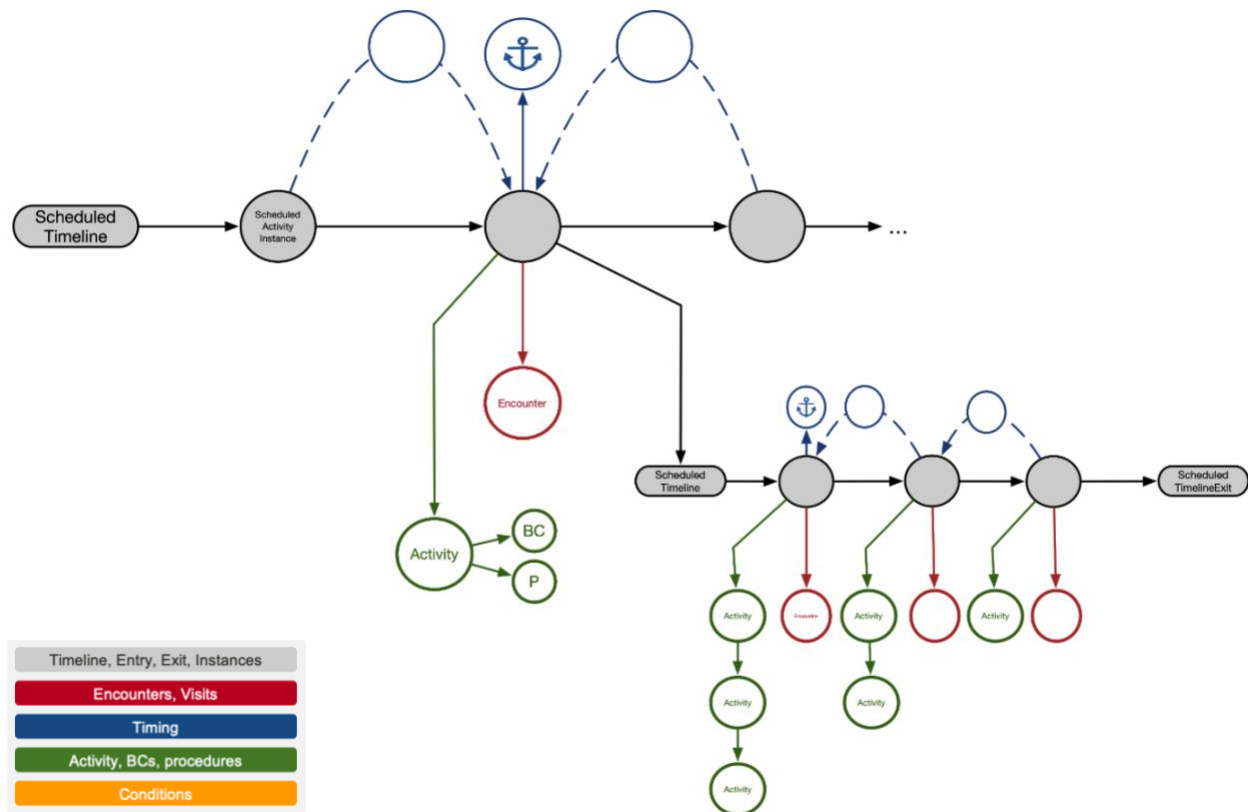 Scheduled
Timeline
Scheduled
Activity
Instance
...
Encounter
Scheduled
Timeline
Scheduled
TimelineExit
Activity
BC
P
Activity
Encounter
Activity
Activity
Activity
Activity
Activity
Timeline, Entry, Exit, Instances
Encounters, Visits
Timing
Activity, BCs, procedures
Conditions